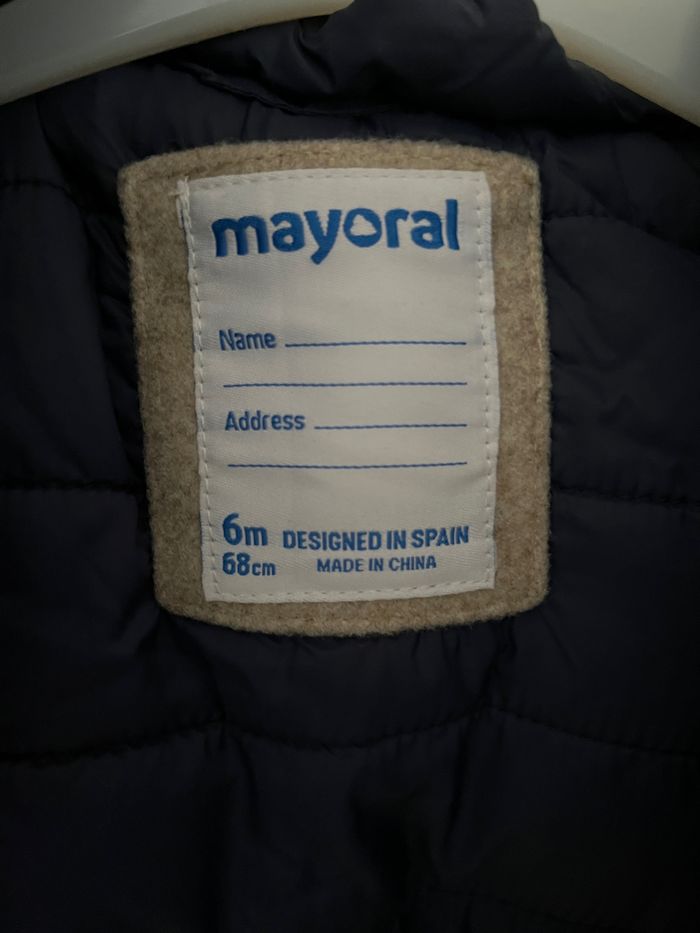 mayoral
Name
Address
6m DESIGNED IN SPAIN
68cm MADE IN CHINA